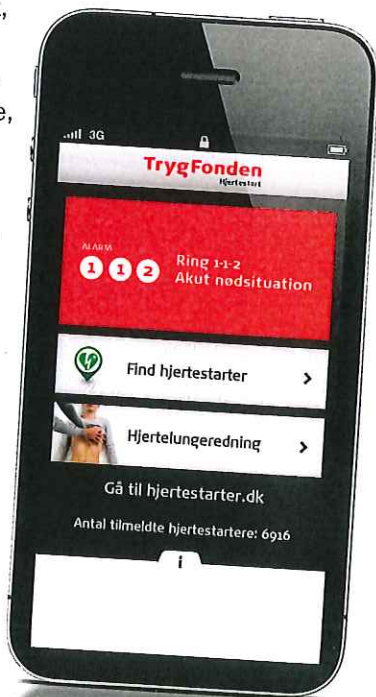 3G
TrygFonden
Hjertestart
ALARM
1 1 2
Ring 1-1-2
Akut nødsituation
Find hjertestarter
Hjertelungeredning
Gå til hjertestarter.dk
Antal tilmeldte hjertestartere: 6916
i